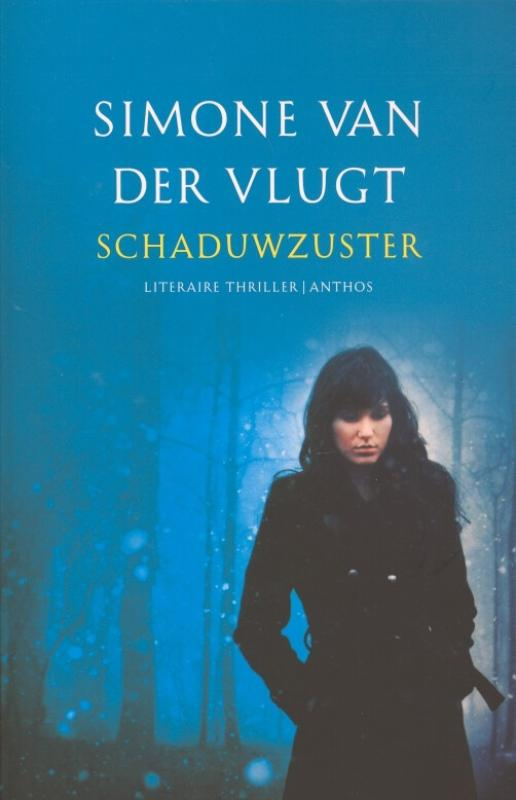 SIMONE VAN
DER VLUGT
SCHADUWZUSTER
LITERAIRE THRILLER | ANTHOS